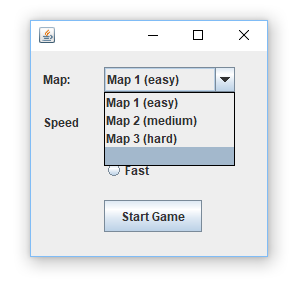 Map: Map 1 (easy)
Map 1 (easy)
Speed Map 2 (medium)
Map 3 (hard)
Fast
Start Game